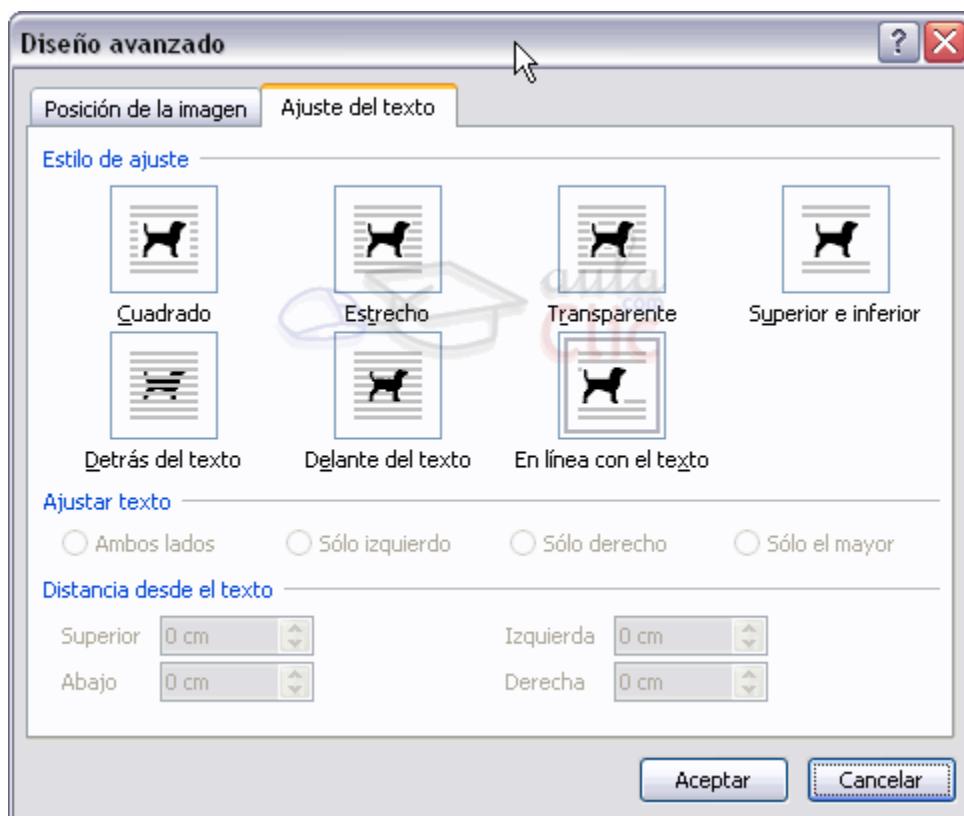 Diseño avanzado
Posición de la imagen
Ajuste del texto
Estilo de ajuste
Cuadrado
Estrecho
Transparente
Superior e inferior
aula
.com
Clic
Detrás del texto
Delante del texto
En línea con el texto
Ajustar texto
Ambos lados
Sólo izquierdo
Sólo derecho
Sólo el mayor
Distancia desde el texto
Superior 0 cm
Izquierda 0 cm
Abajo 0 cm
Derecha 0 cm
Aceptar
Cancelar